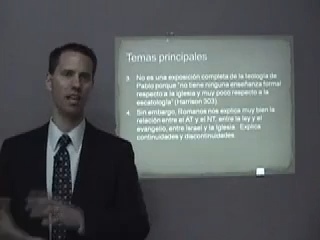 Temas principales
3. No es una exposición completa de la teología de
Pablo porque "no tiene ninguna enseñanza formal
respecto a la iglesia y muy poco respecto a la
escatología" (Harrison 303)
4. Sin embargo, Romanos nos explica muy bien la
relación entre el AT y el NT, entre la ley y el
evangelio, entre Israel y la Iglesia. Explica
continuidades y discontinuidades.